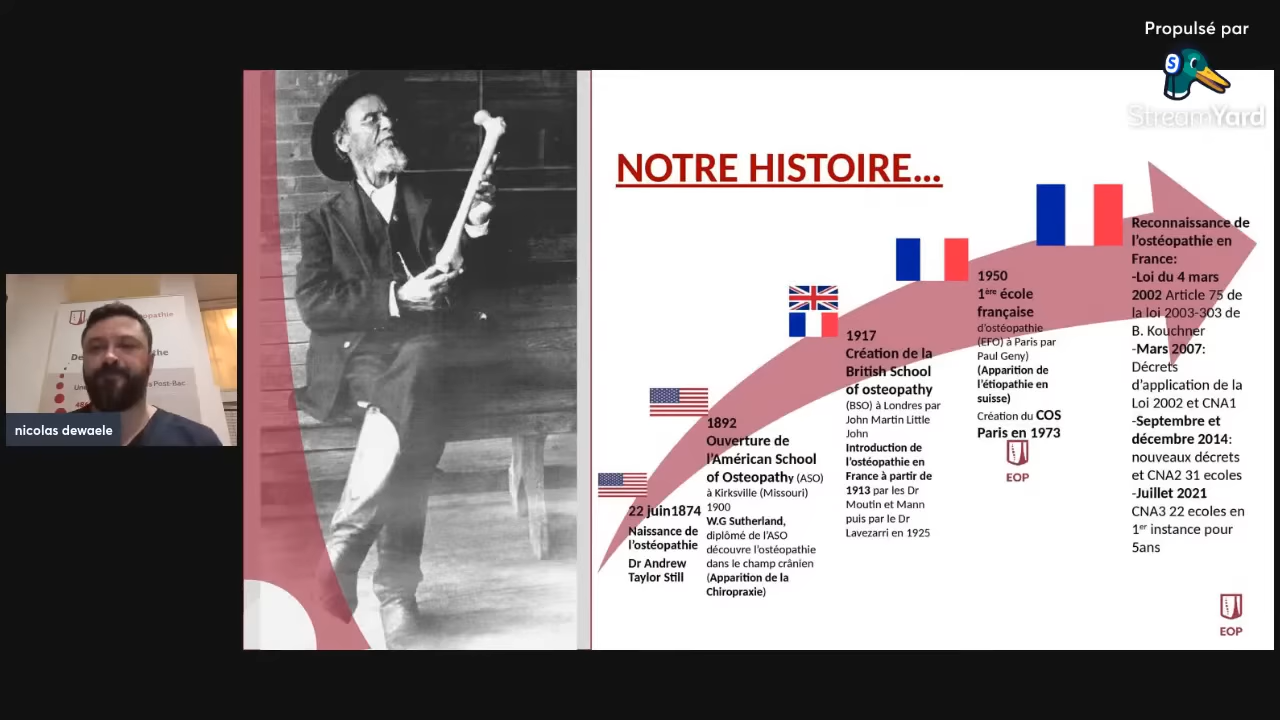 Propulsé par
StreamYard
NOTRE HISTOIRE...
22 juin1874
Naissance de
l'ostéopathie
Dr Andrew
Taylor Still
1892
Ouverture de
l'Américan School
of Osteopathy (ASO)
à Kirksville (Missouri)
1900
W.G Sutherland,
diplômé de l'ASO
découvre l'ostéopathie
dans le champ crânien
(Apparition de la
Chiropraxie)
1917
Création de la
British School
of osteopathy
(BSO) à Londres par
John Martin Little
John
Introduction de
l'ostéopathie en
France à partir de
1913 par les Dr
Moutin et Mann
puis par le Dr
Lavezarri en 1925
1950
1ère école
française
d'ostéopathie
(EFO) à Paris par
Paul Geny)
(Apparition de
l'étiopathie en
suisse)
Création du COS
Paris en 1973
EOP
Reconnaissance de
l'ostéopathie en
France:
-Loi du 4 mars
2002 Article 75 de
la loi 2003-303 de
B. Kouchner
-Mars 2007:
Décrets
d'application de la
Loi 2002 et CNA1
-Septembre et
décembre 2014:
nouveaux décrets
et CNA2 31 ecoles
-Juillet 2021
CNA3 22 ecoles en
1er instance pour
5ans
EOP
Post-Bac
nicolas dewaele